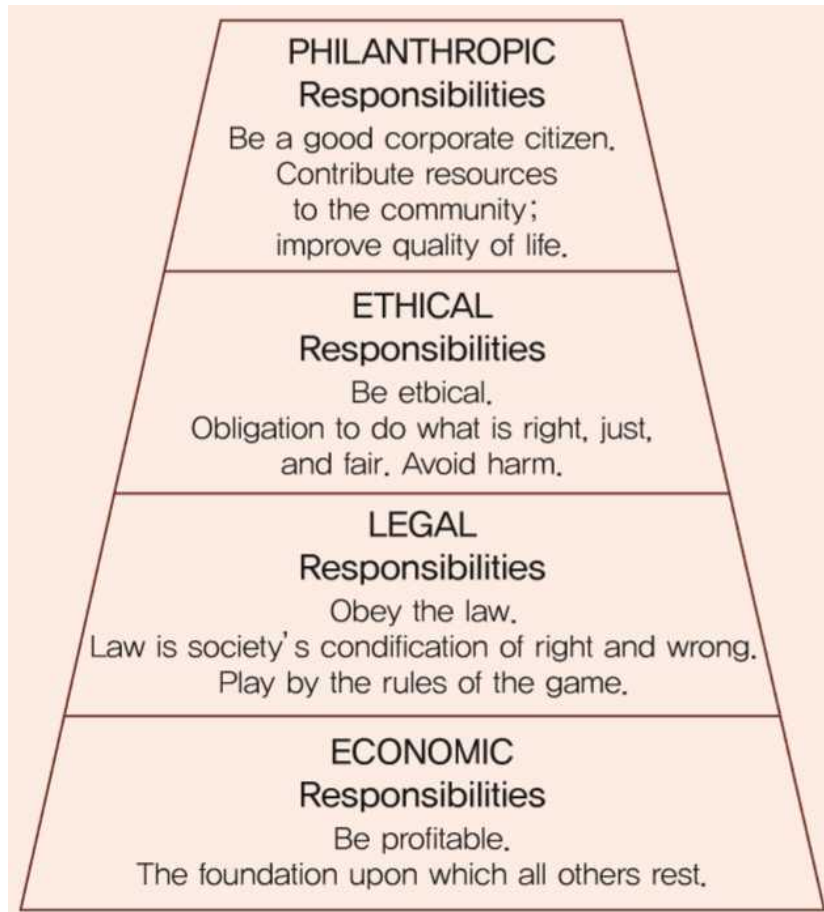 PHILANTHROPIC
Responsibilities
Be a good corporate citizen.
Contribute resources
to the community;
improve quality of life.
ETHICAL
Responsibilities
Be etbical.
Obligation to do what is right, just,
and fair. Avoid harm.
LEGAL
Responsibilities
Obey the law.
Law is society's condification of right and wrong.
Play by the rules of the game.
ECONOMIC
Responsibilities
Be profitable.
The foundation upon which all others rest.